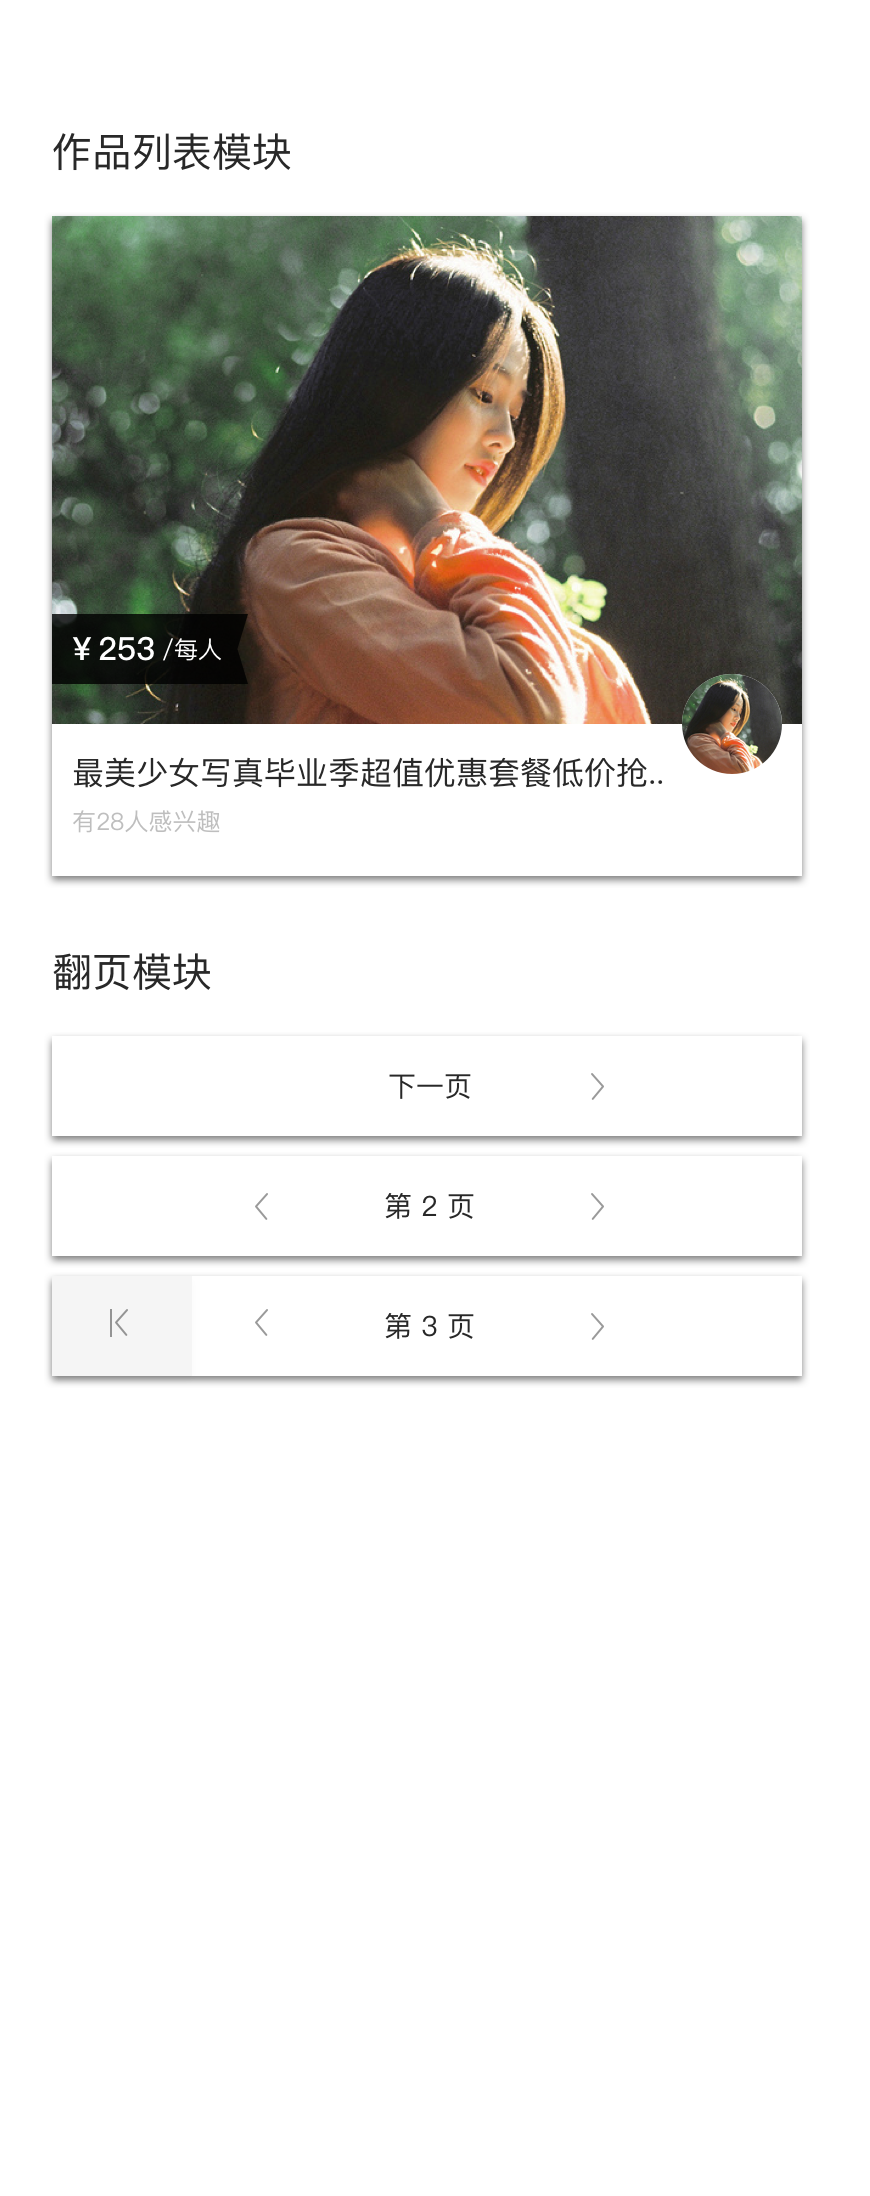 作品列表模块
¥ 253 /每人
最美少女写真毕业季超值优惠套餐低价抢..
有28人感兴趣
翻页模块
下一页
第 2 页
第 3 页